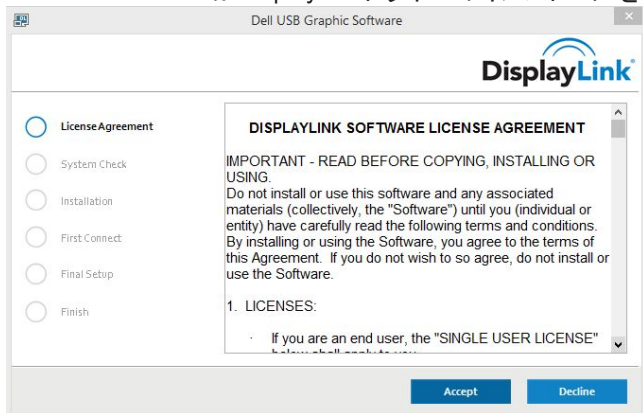 Dell USB Graphic Software
DisplayLink
License Agreement
System Check
Installation
First Connect
Final Setup
Finish
DISPLAYLINK SOFTWARE LICENSE AGREEMENT
IMPORTANT - READ BEFORE COPYING, INSTALLING OR
USING.
Do not install or use this software and any associated
materials (collectively, the "Software") until you (individual or
entity) have carefully read the following terms and conditions.
By installing or using the Software, you agree to the terms of
this Agreement. If you do not wish to so agree, do not install or
use the Software.
1. LICENSES:
· If you are an end user, the "SINGLE USER LICENSE"
Accept
Decline